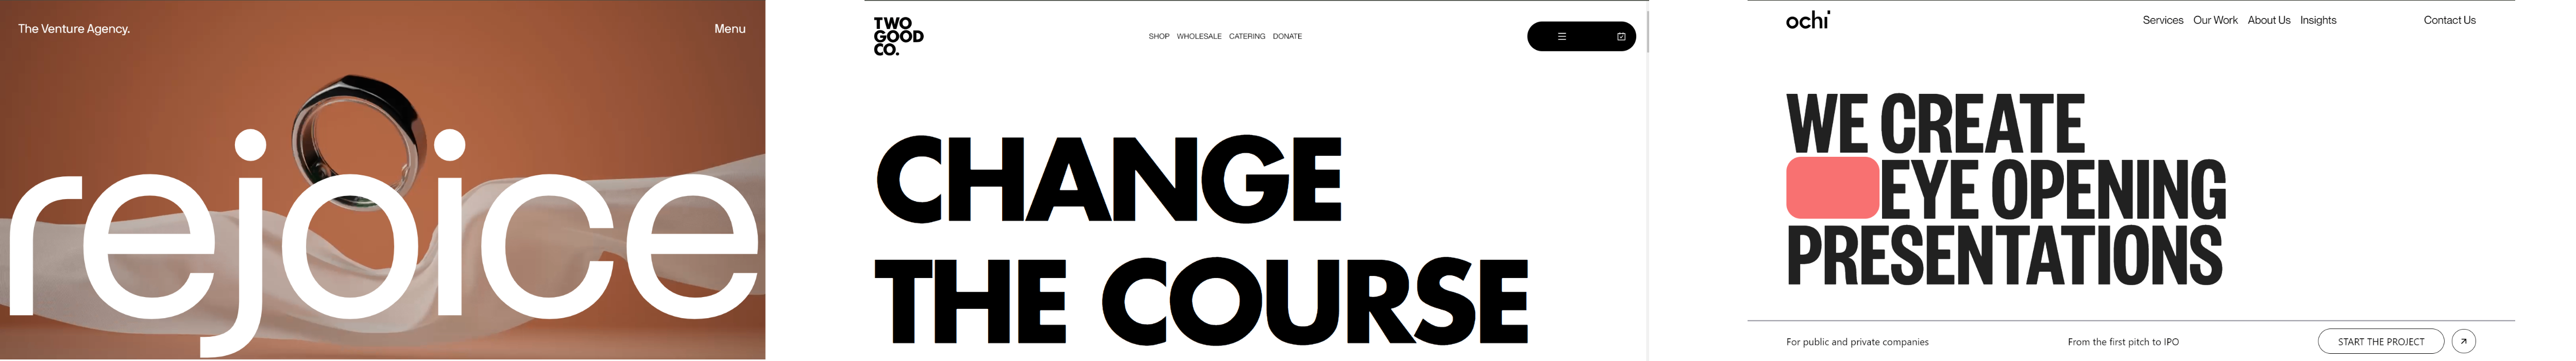 The Venture Agency.
Menu
rejoice
TWO
GOOD
CO.
SHOP WHOLESALE CATERING DONATE
CHANGE
THE COURSE
ochi
Services Our Work About Us Insights Contact Us
WE CREATE
EYE OPENING
PRESENTATIONS
For public and private companies
From the first pitch to IPO
START THE PROJECT